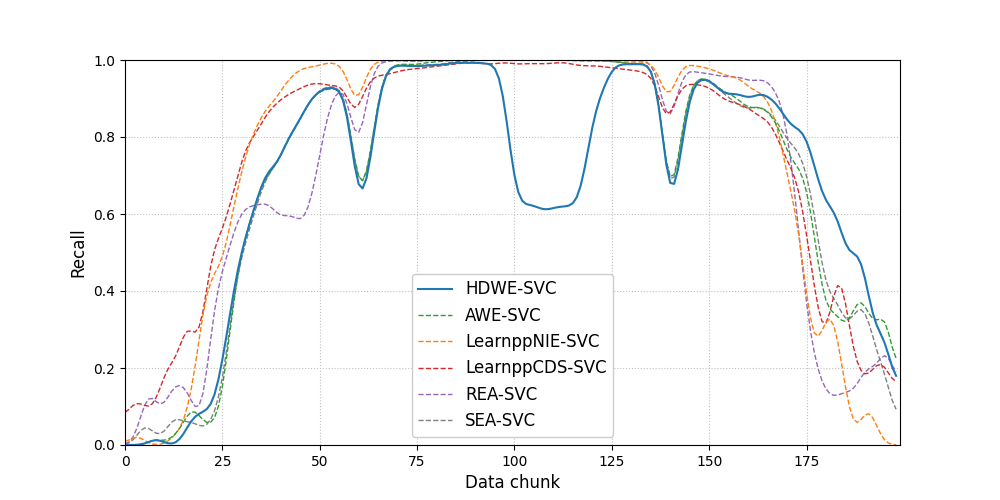 1.0
0.8
0.6
0.4
0.2
0.0
Recall
HDWE-SVC
AWE-SVC
LearnppNIE-SVC
LearnppCDS-SVC
REA-SVC
SEA-SVC
0 25 50 75 100 125 150 175
Data chunk